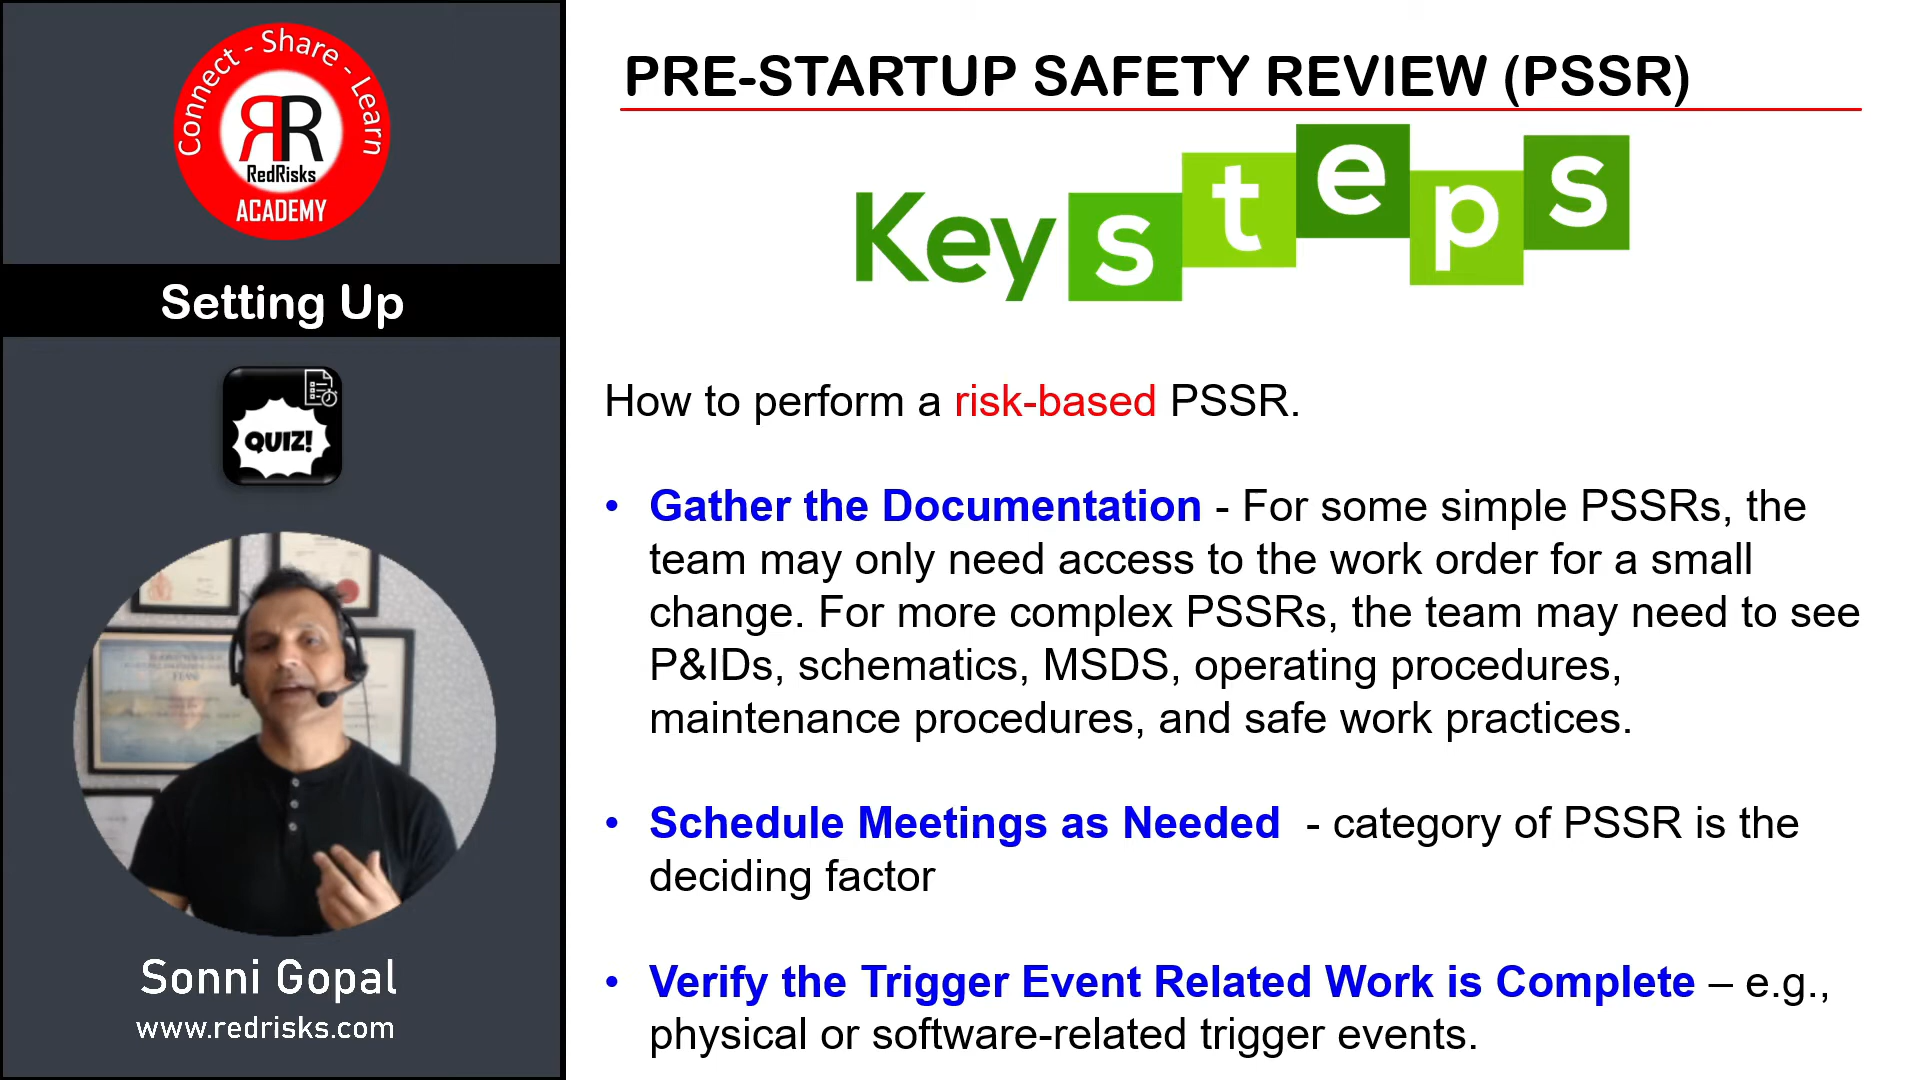 Connect - Share - Learn
RR
RedRisks
ACADEMY
Setting Up
QUIZ!
Sonni Gopal
www.redrisks.com
PRE-STARTUP SAFETY REVIEW (PSSR)
Key steps
How to perform a risk-based PSSR.
• Gather the Documentation - For some simple PSSRs, the
team may only need access to the work order for a small
change. For more complex PSSRs, the team may need to see
P&IDs, schematics, MSDS, operating procedures,
maintenance procedures, and safe work practices.
• Schedule Meetings as Needed - category of PSSR is the
deciding factor
• Verify the Trigger Event Related Work is Complete – e.g.,
physical or software-related trigger events.